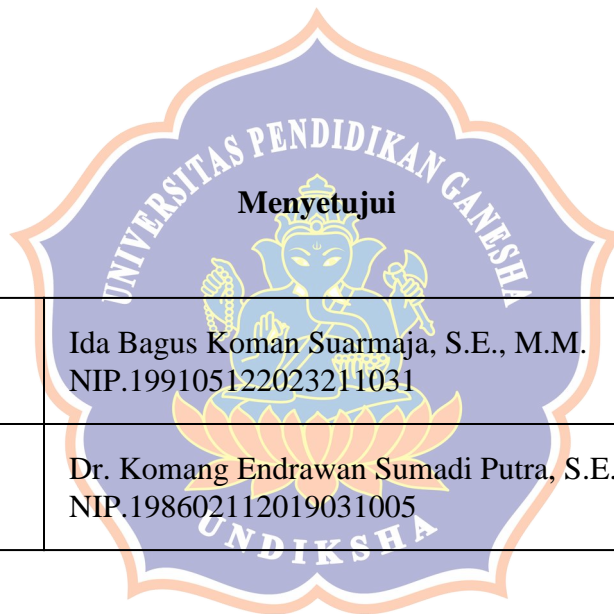 UNIVERSITAS PENDIDIKAN GANESHA
Menyetujui
Ida Bagus Koman Suarmaja, S.E., M.M.
NIP.199105122023211031
Dr. Komang Endrawan Sumadi Putra, S.E.
NIP.198602112019031005
UNDIKSHA